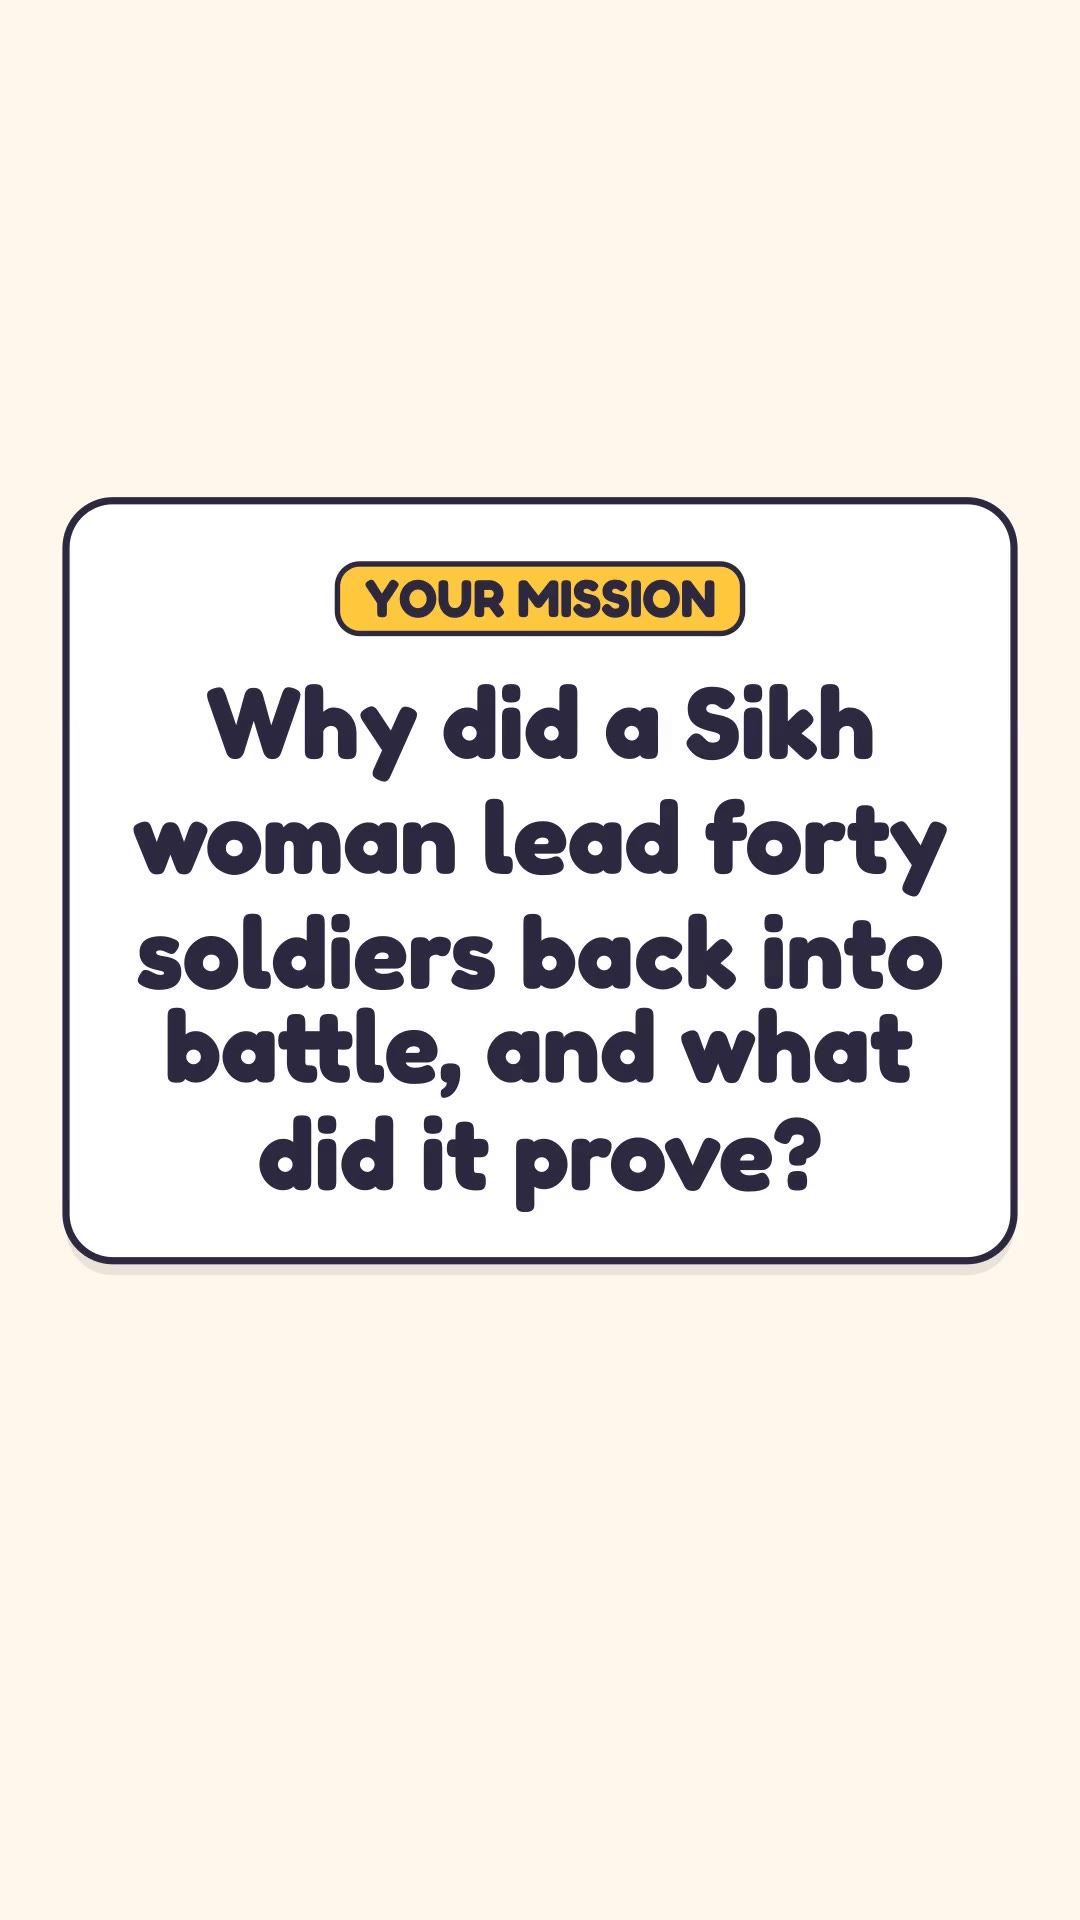 YOUR MISSION
Why did a Sikh
woman lead forty
soldiers back into
battle, and what
did it prove?